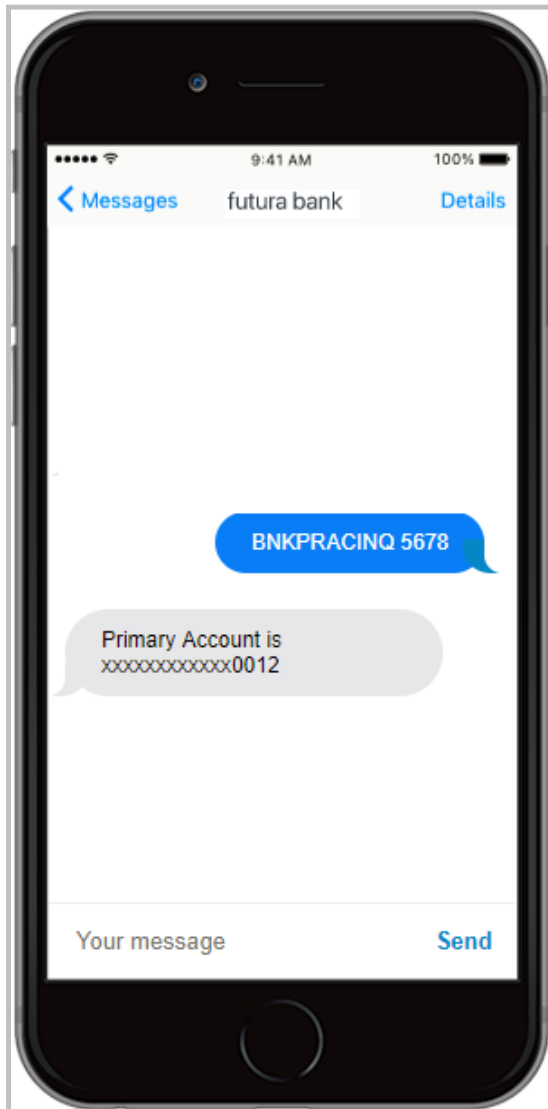 9:41 AM
100%
Messages
futura bank
Details
BNKPRACINQ 5678
Primary Account is
xxxxxxxxxxxx0012
Your message
Send